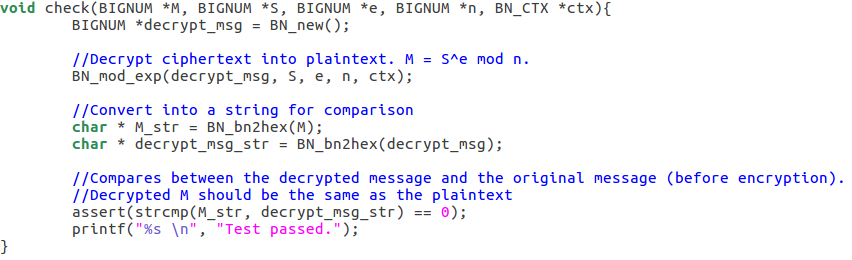 void check(BIGNUM *M, BIGNUM *S, BIGNUM *e, BIGNUM *n, BN_CTX *ctx){
        BIGNUM *decrypt_msg = BN_new();

        //Decrypt ciphertext into plaintext. M = S^e mod n.
        BN_mod_exp(decrypt_msg, S, e, n, ctx);

        //Convert into a string for comparison
        char * M_str = BN_bn2hex(M);
        char * decrypt_msg_str = BN_bn2hex(decrypt_msg);

        //Compares between the decrypted message and the original message (before encryption).
        //Decrypted M should be the same as the plaintext
        assert(strcmp(M_str, decrypt_msg_str) == 0);
        printf("%s \n", "Test passed.");
}